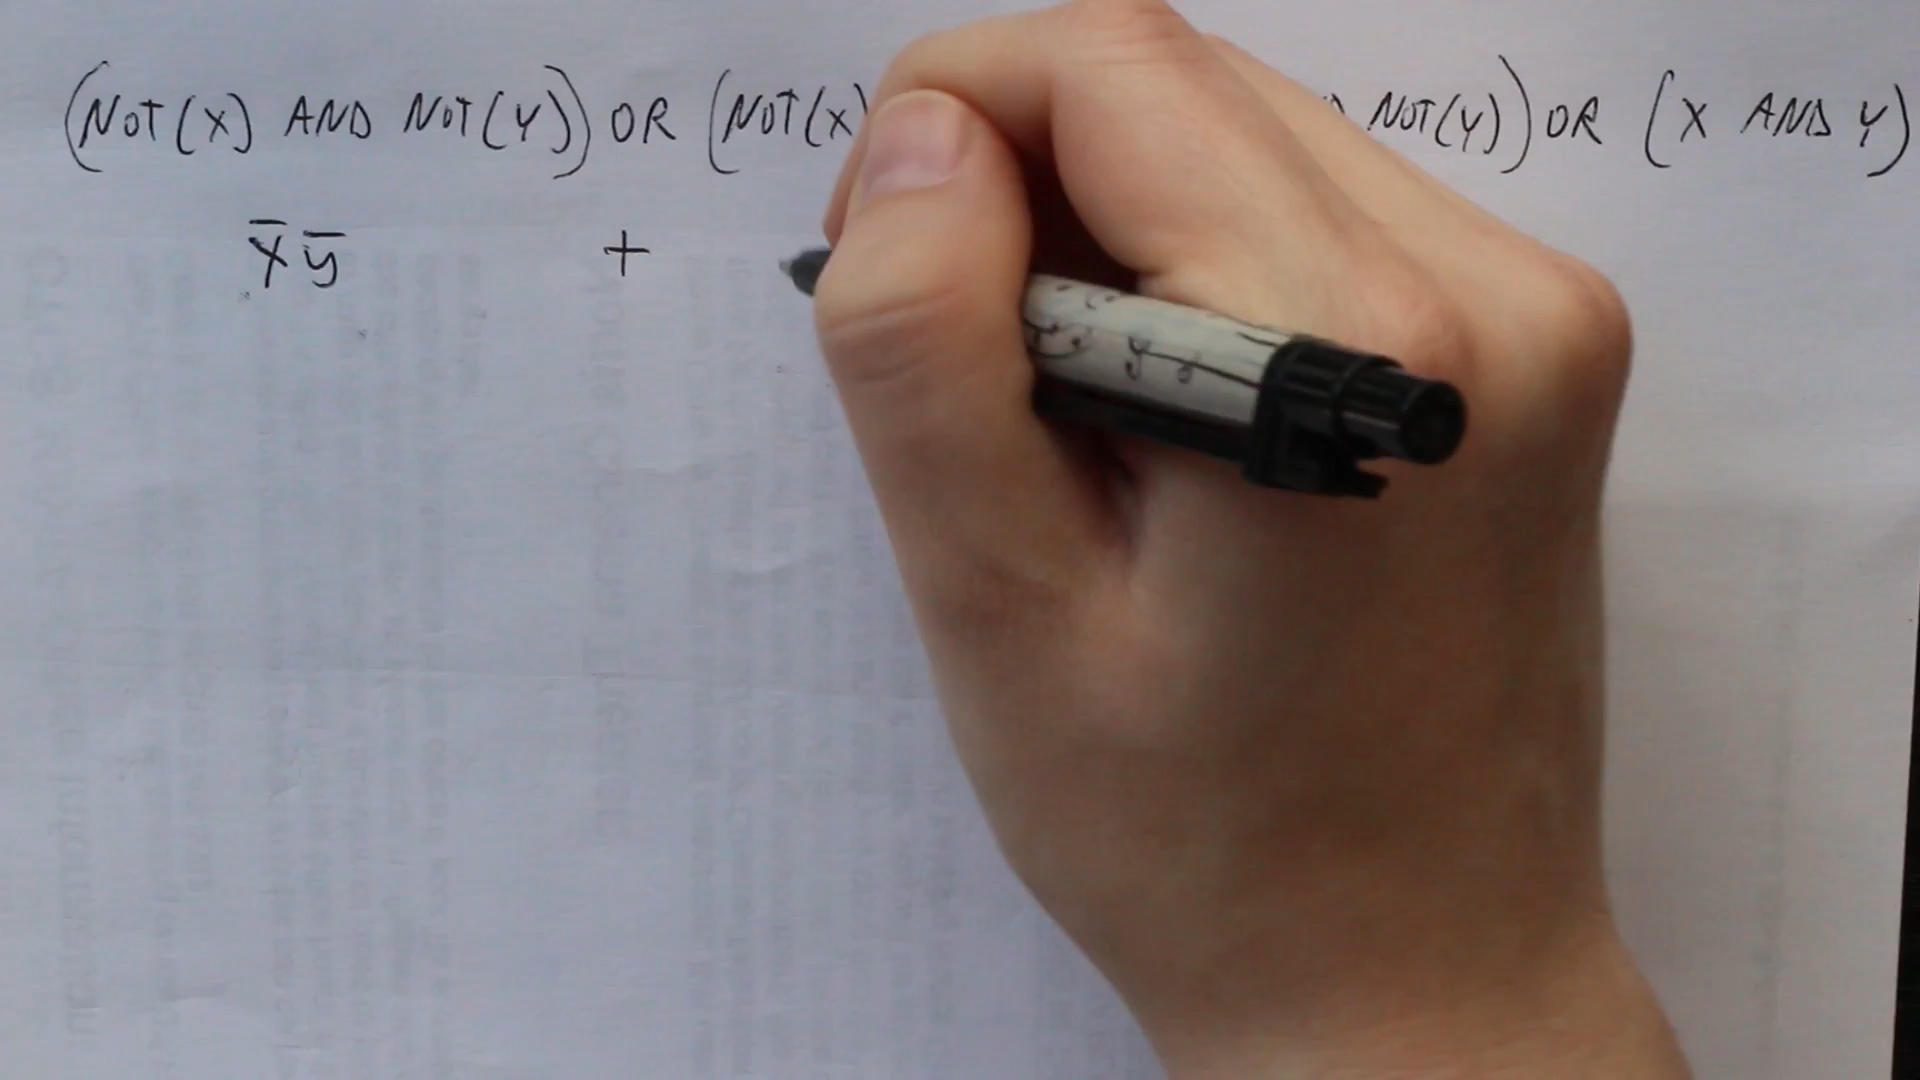 (NOT(X) AND NOT(Y)) OR (NOT(X) NOT(Y)) OR (X AND Y)
x̅ y̅ +